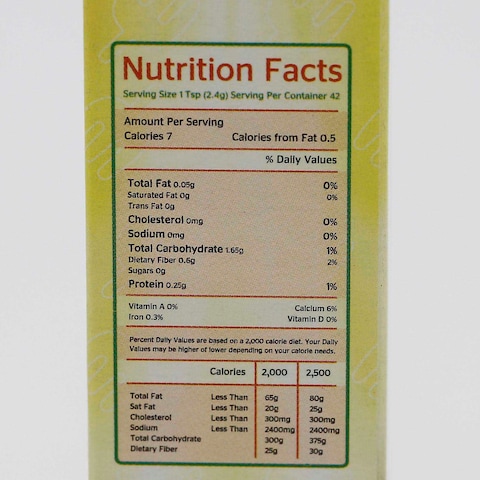 Nutrition Facts
Serving Size 1 Tsp (2.4g) Serving Per Container 42
Amount Per Serving
Calories 7 Calories from Fat 0.5
% Daily Values
Total Fat 0.05g 0%
Saturated Fat 0g 0%
Trans Fat 0g
Cholesterol 0mg 0%
Sodium 0mg 0%
Total Carbohydrate 1.65g 1%
Dietary Fiber 0.6g 2%
Sugars 0g
Protein 0.25g 1%
Vitamin A 0% Calcium 6%
Iron 0.3% Vitamin D 0%
Percent Daily Values are based on a 2,000 calorie diet. Your Daily
Values may be higher of lower depending on your calorie needs.
Calories 2,000 2,500
Total Fat Less Than 65g 80g
Sat Fat Less Than 20g 25g
Cholesterol Less Than 300mg 300mg
Sodium Less Than 2400mg 2400mg
Total Carbohydrate 300g 375g
Dietary Fiber 25g 30g